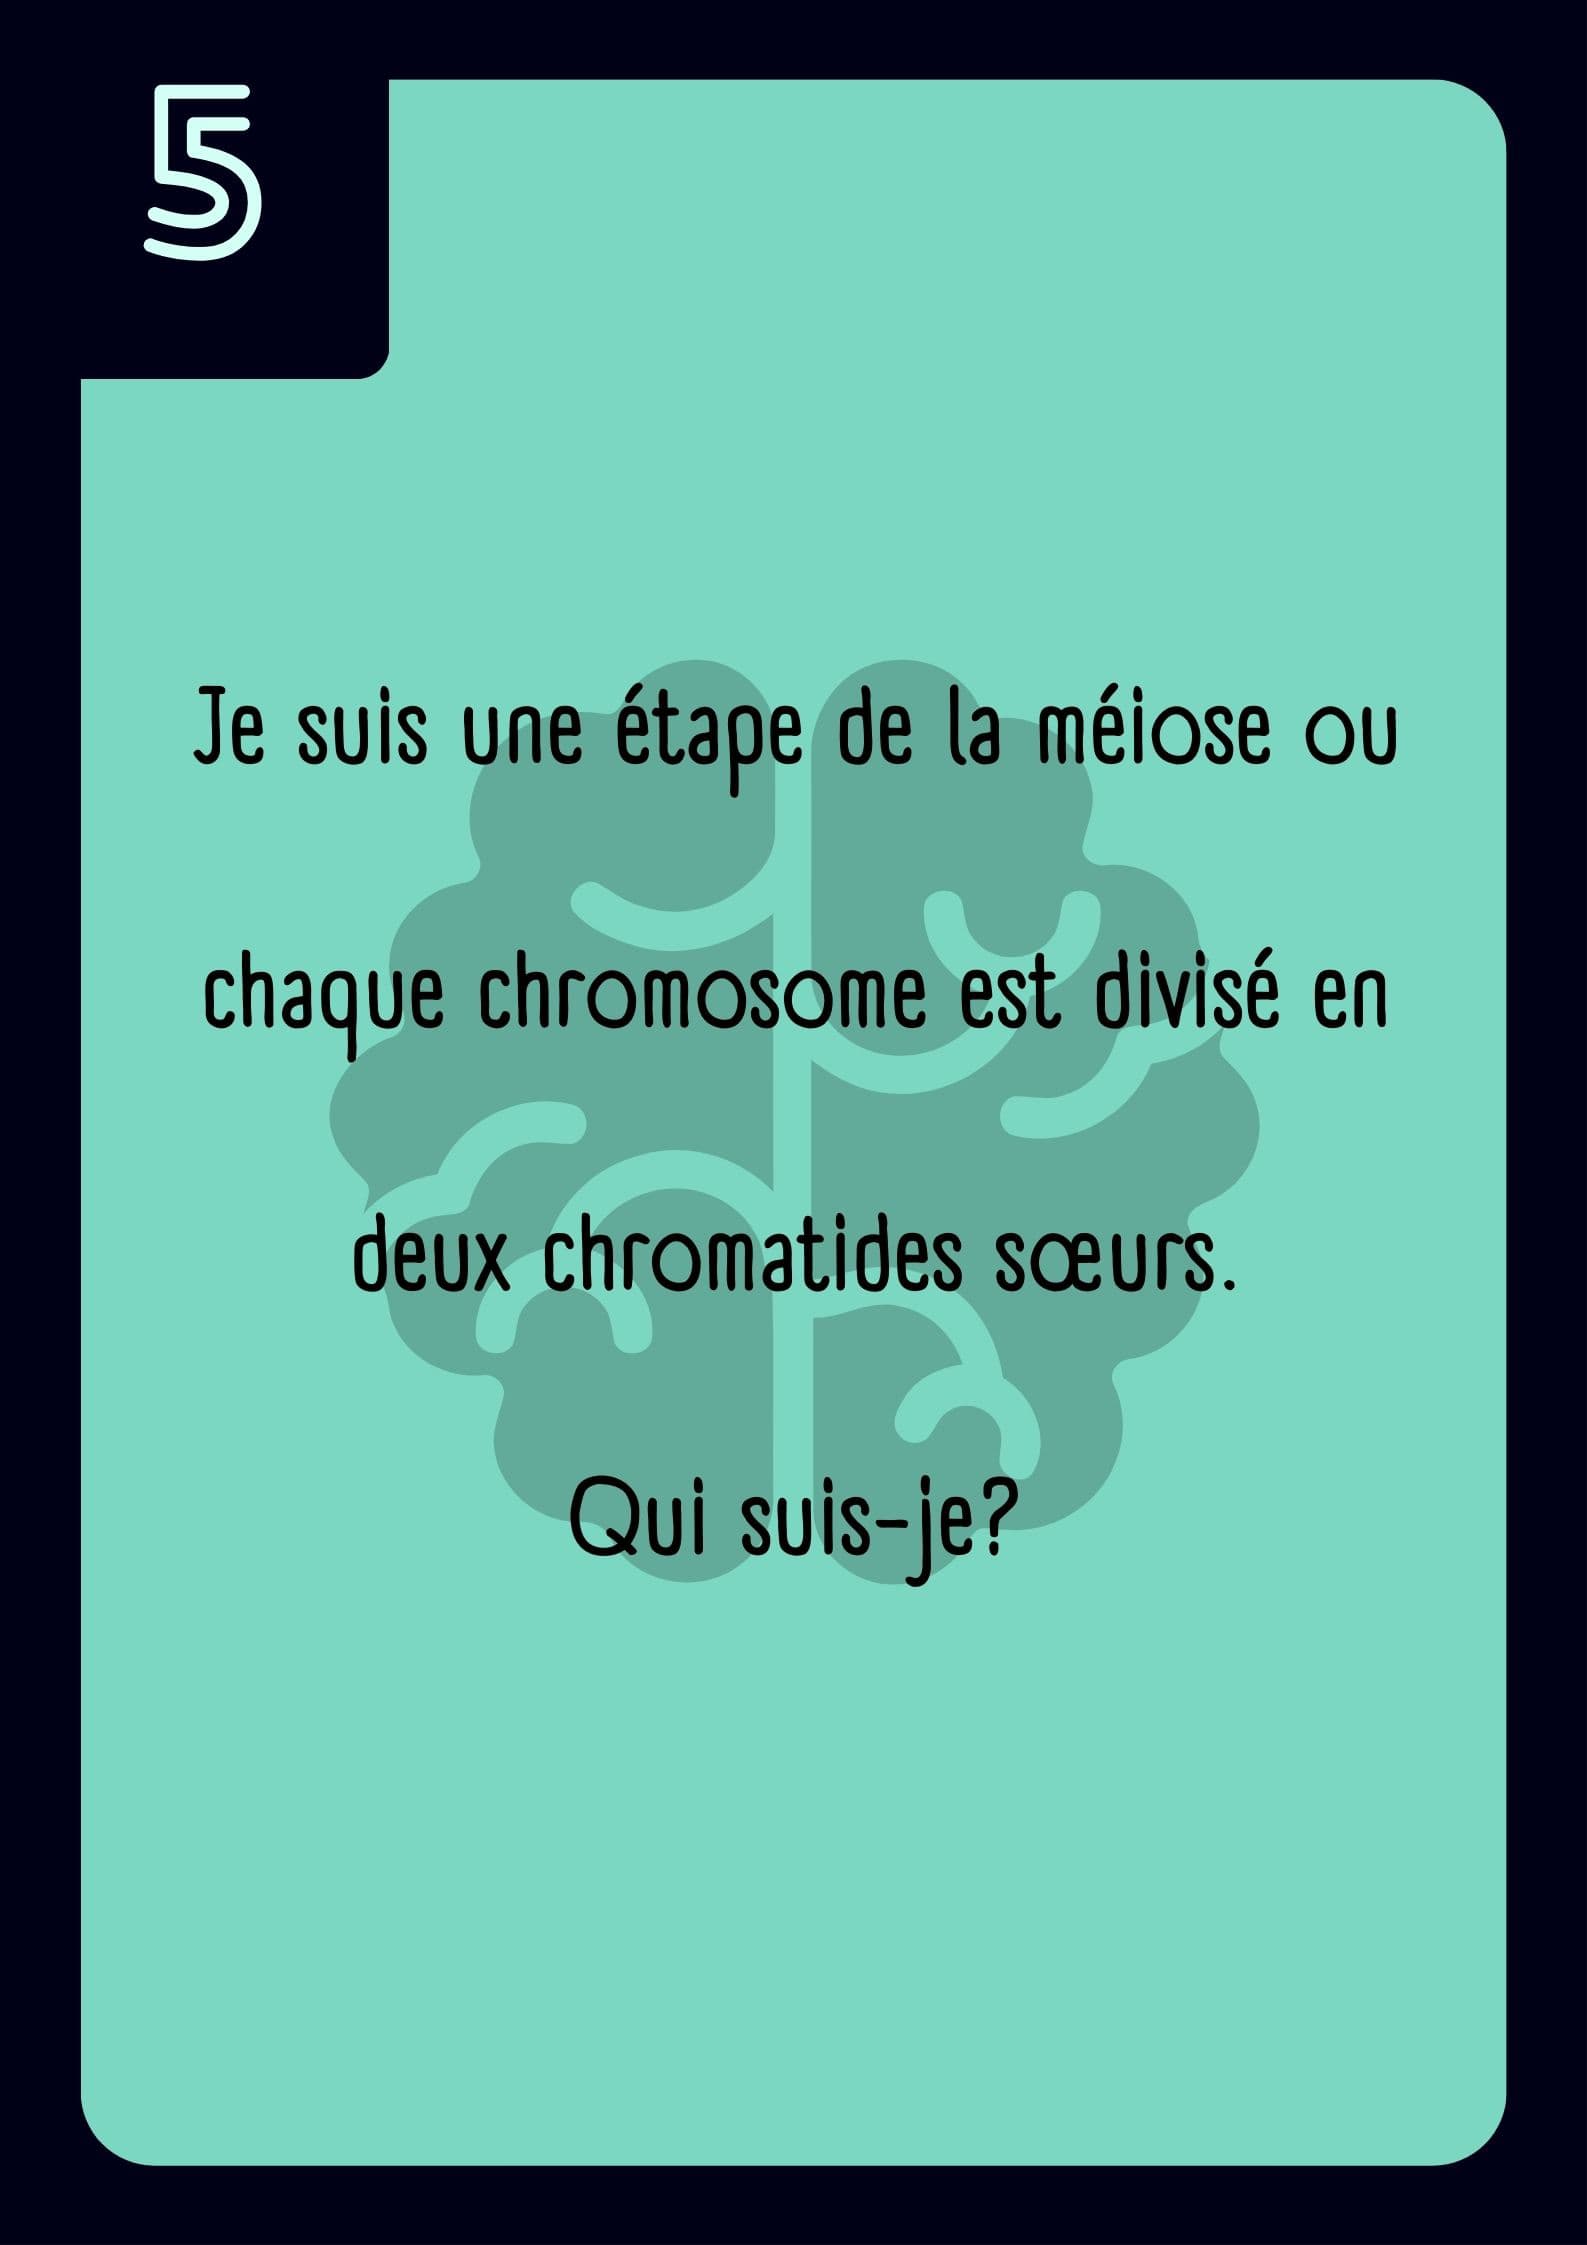 5
Je suis une étape de la méiose ou
chaque chromosome est divisé en
deux chromatides sœurs.
Qui suis-je?